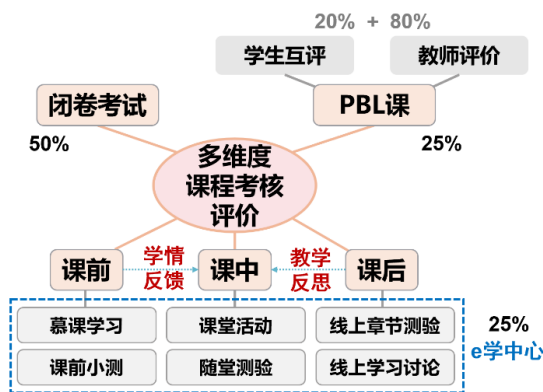 20% + 80%
学生互评
教师评价
闭卷考试
PBL课
50%
25%
多维度
课程考核
评价
课前
学情
反馈
课中
教学
反思
课后
慕课学习
课堂活动
线上章节测验
课前小测
随堂测验
线上学习讨论
25%
e学中心